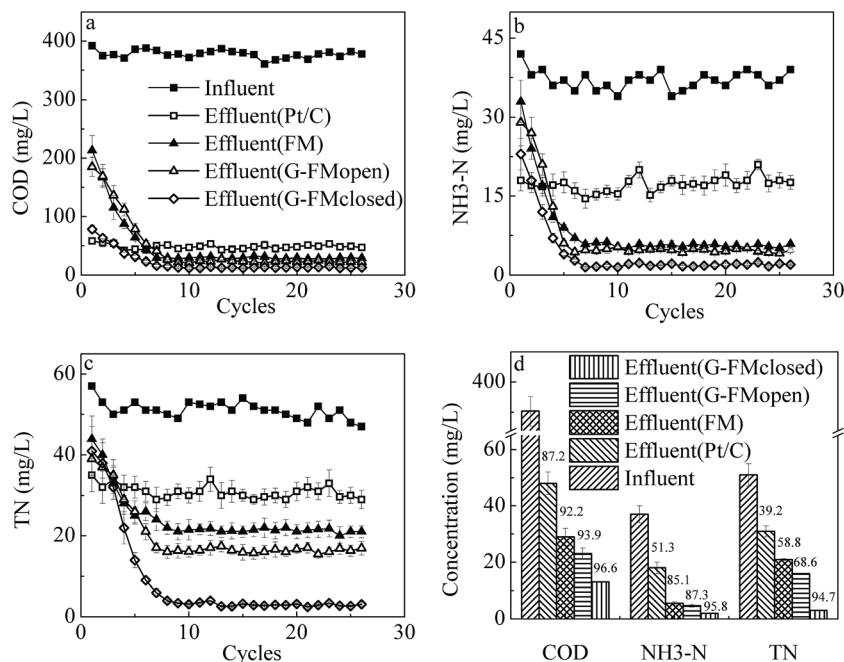 a
400
350
300
250
200
150
100
50
0
COD (mg/L)
Influent
Effluent(Pt/C)
Effluent(FM)
Effluent(G-FMopen)
Effluent(G-FMclosed)
0 10 20 30
Cycles
b
45
30
15
0
NH3-N (mg/L)
0 10 20 30
Cycles
c
60
40
20
0
TN (mg/L)
0 10 20 30
Cycles
d
400
60
40
20
0
Concentration (mg/L)
Effluent(G-FMclosed)
Effluent(G-FMopen)
Effluent(FM)
Effluent(Pt/C)
Influent
87.2
92.2
93.9
96.6
51.3
85.1
87.3
95.8
39.2
58.8
68.6
94.7
COD NH3-N TN